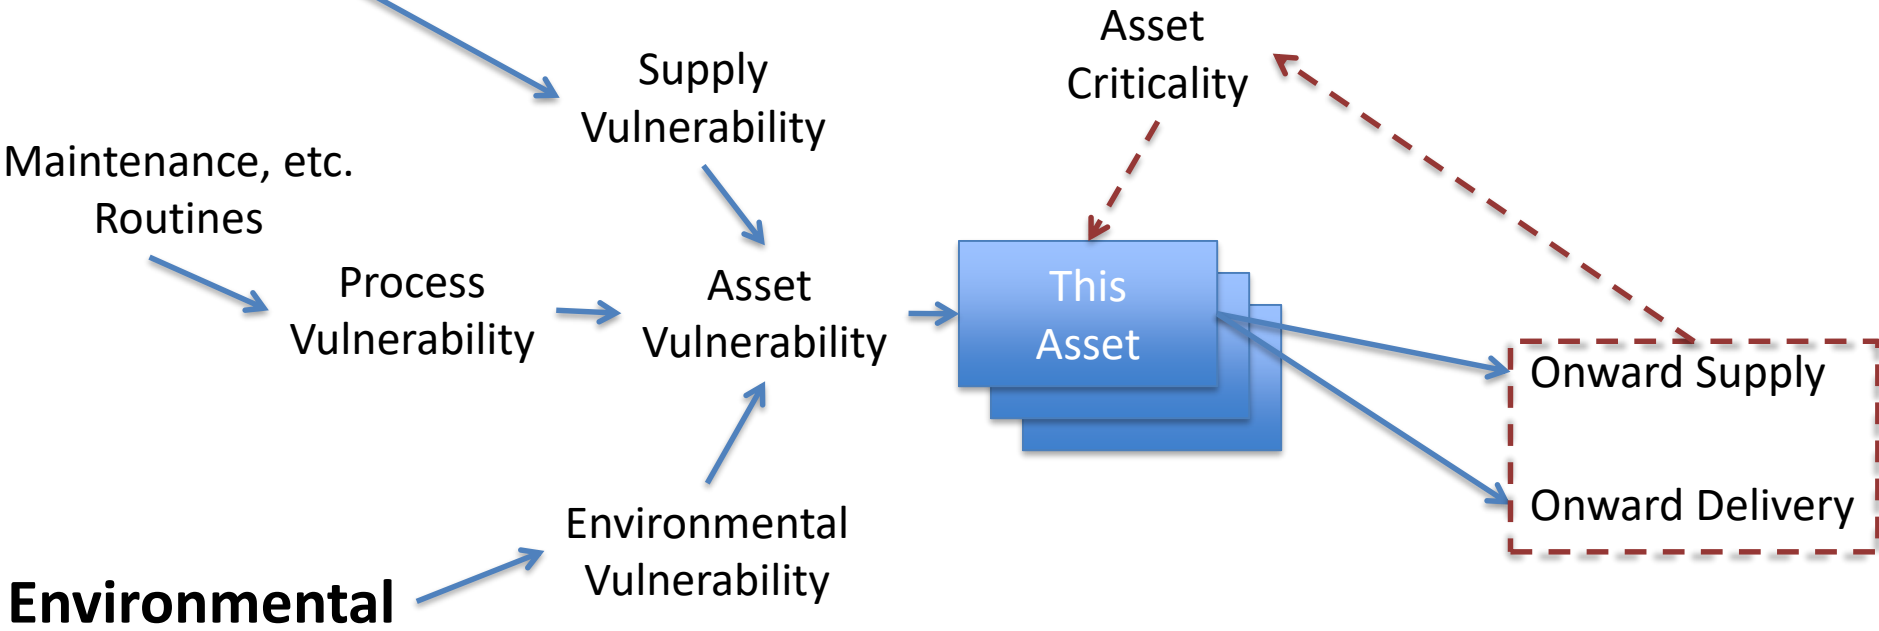 Asset
Criticality
Supply
Vulnerability
Maintenance, etc.
Routines
Process
Vulnerability
Asset
Vulnerability
This
Asset
Onward Supply
Onward Delivery
Environmental
Vulnerability
Environmental